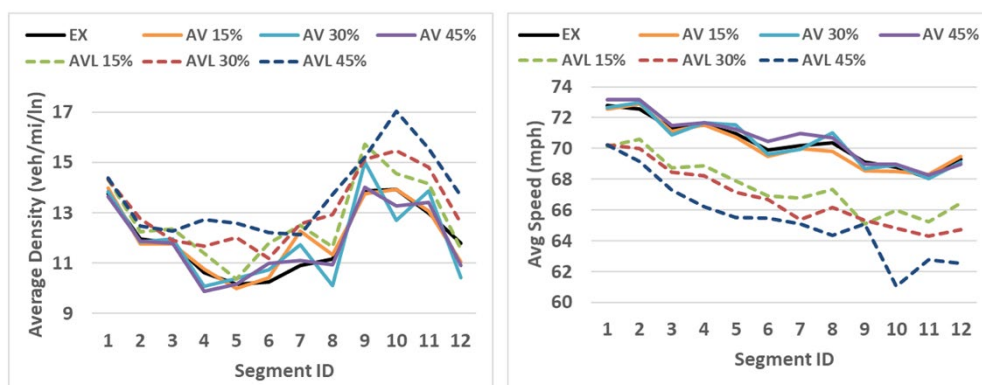 EX AV 15% AV 30% AV 45%
AVL 15% AVL 30% AVL 45%
Average Density (veh/mi/ln)
17
15
13
11
9
1 2 3 4 5 6 7 8 9 10 11 12
Segment ID
EX AV 15% AV 30% AV 45%
AVL 15% AVL 30% AVL 45%
Avg Speed (mph)
74
72
70
68
66
64
62
60
1 2 3 4 5 6 7 8 9 10 11 12
Segment ID